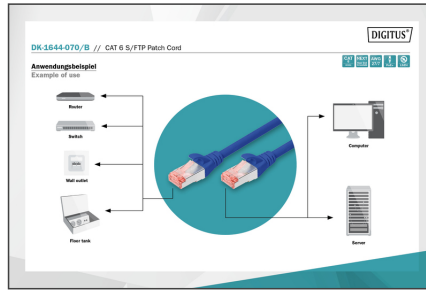 DIGITUS®
DK-1644-070/B // CAT 6 S/FTP Patch Cord
Anwendungsbeispiel
Example of use
Router
Switch
Wall outlet
Floor tank
Computer
Server